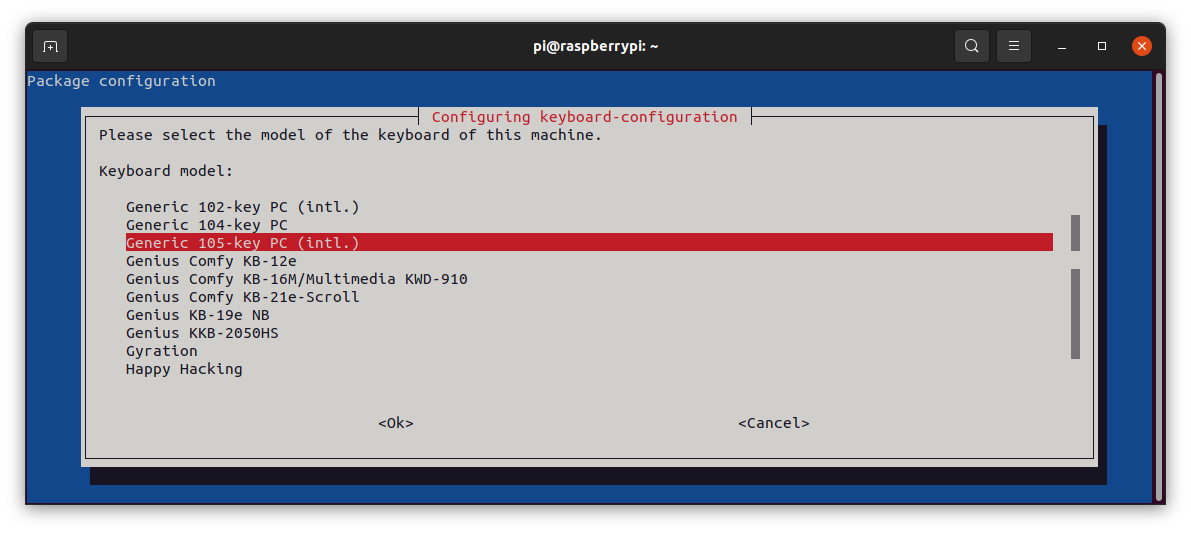 pi@raspberrypi: ~
Package configuration
Configuring keyboard-configuration
Please select the model of the keyboard of this machine.
Keyboard model:
Generic 102-key PC (intl.)
Generic 104-key PC
Generic 105-key PC (intl.)
Genius Comfy KB-12e
Genius Comfy KB-16M/Multimedia KWD-910
Genius Comfy KB-21e-Scroll
Genius KB-19e NB
Genius KKB-2050HS
Gyration
Happy Hacking
<Ok> <Cancel>